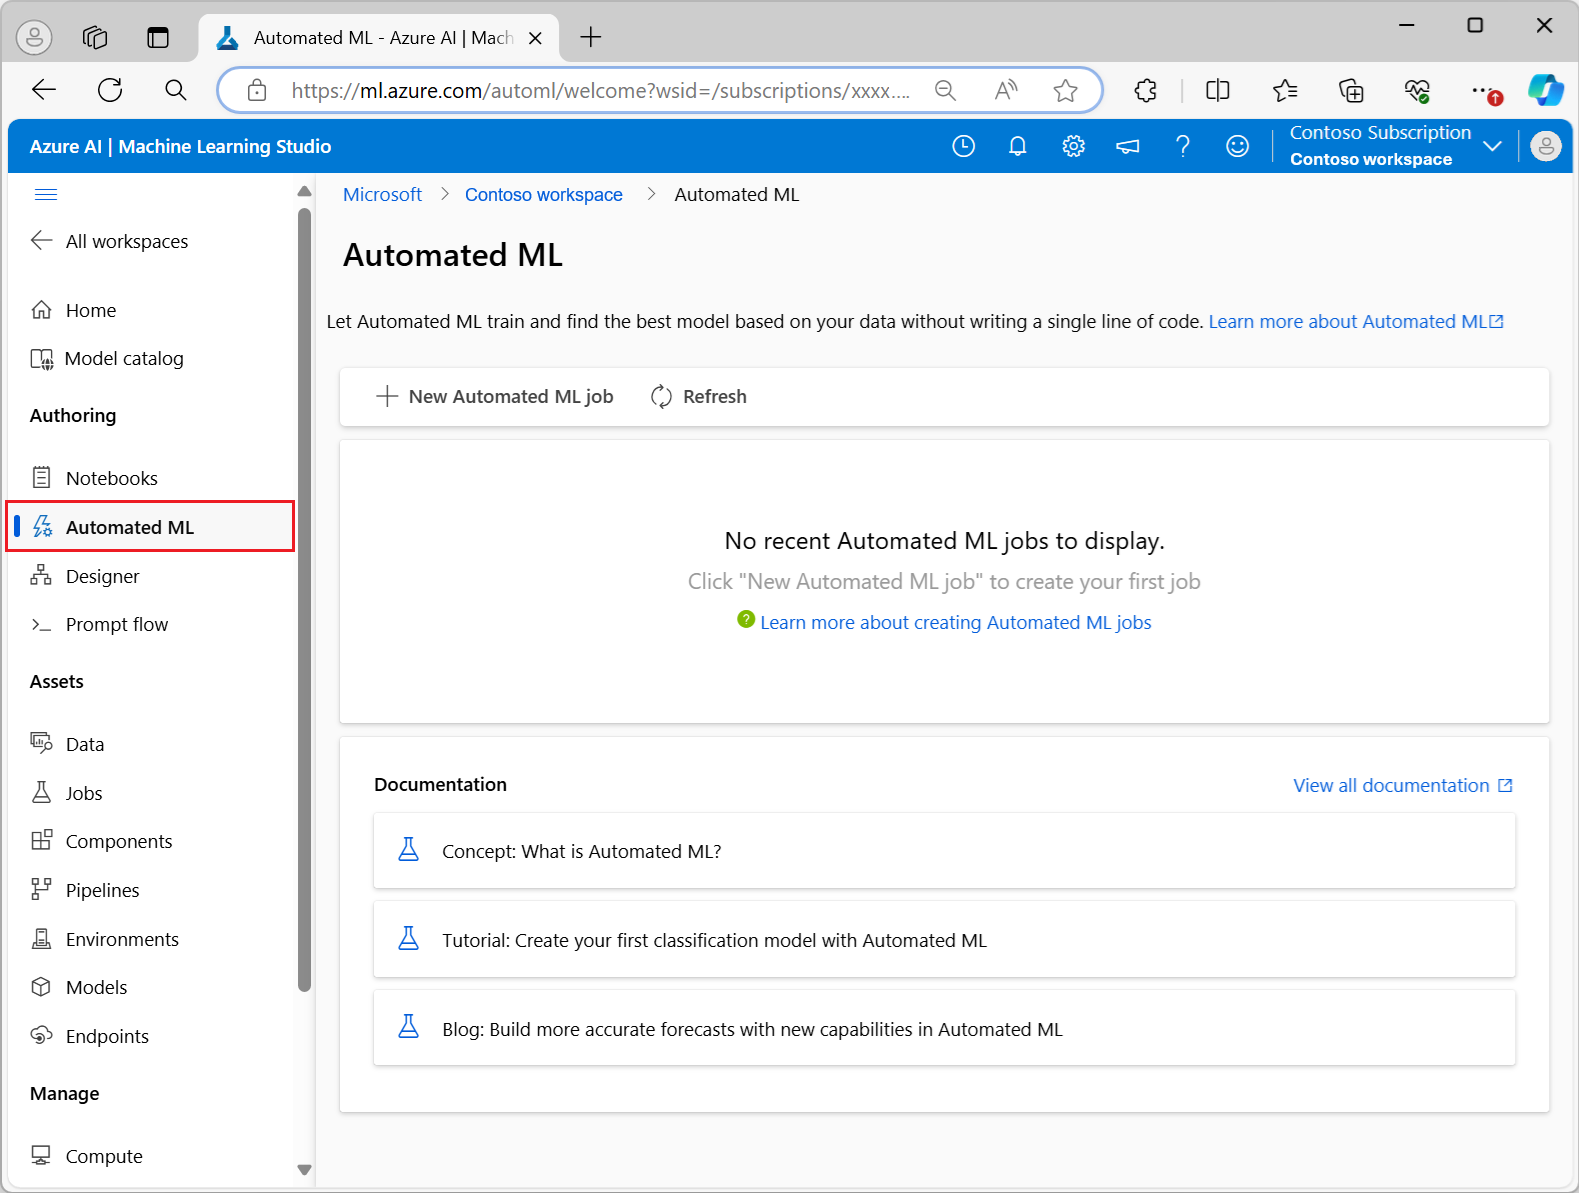 Automated ML - Azure AI | Mach
https://ml.azure.com/automl/welcome?wsid=/subscriptions/xxxx....
Azure AI | Machine Learning Studio
Contoso Subscription
Contoso workspace
All workspaces
Home
Model catalog
Authoring
Notebooks
Automated ML
Designer
Prompt flow
Assets
Data
Jobs
Components
Pipelines
Environments
Models
Endpoints
Manage
Compute
Microsoft > Contoso workspace > Automated ML
Automated ML
Let Automated ML train and find the best model based on your data without writing a single line of code. Learn more about Automated ML
New Automated ML job Refresh
No recent Automated ML jobs to display.
Click "New Automated ML job" to create your first job
Learn more about creating Automated ML jobs
Documentation
View all documentation
Concept: What is Automated ML?
Tutorial: Create your first classification model with Automated ML
Blog: Build more accurate forecasts with new capabilities in Automated ML